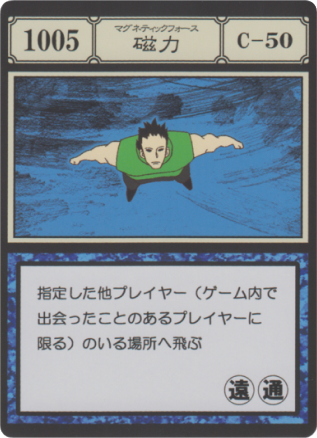 1005
マグネティックフォース
磁力
C-50
指定した他プレイヤー（ゲーム内で
出会ったことのあるプレイヤーに
限る）のいる場所へ飛ぶ
遠 通